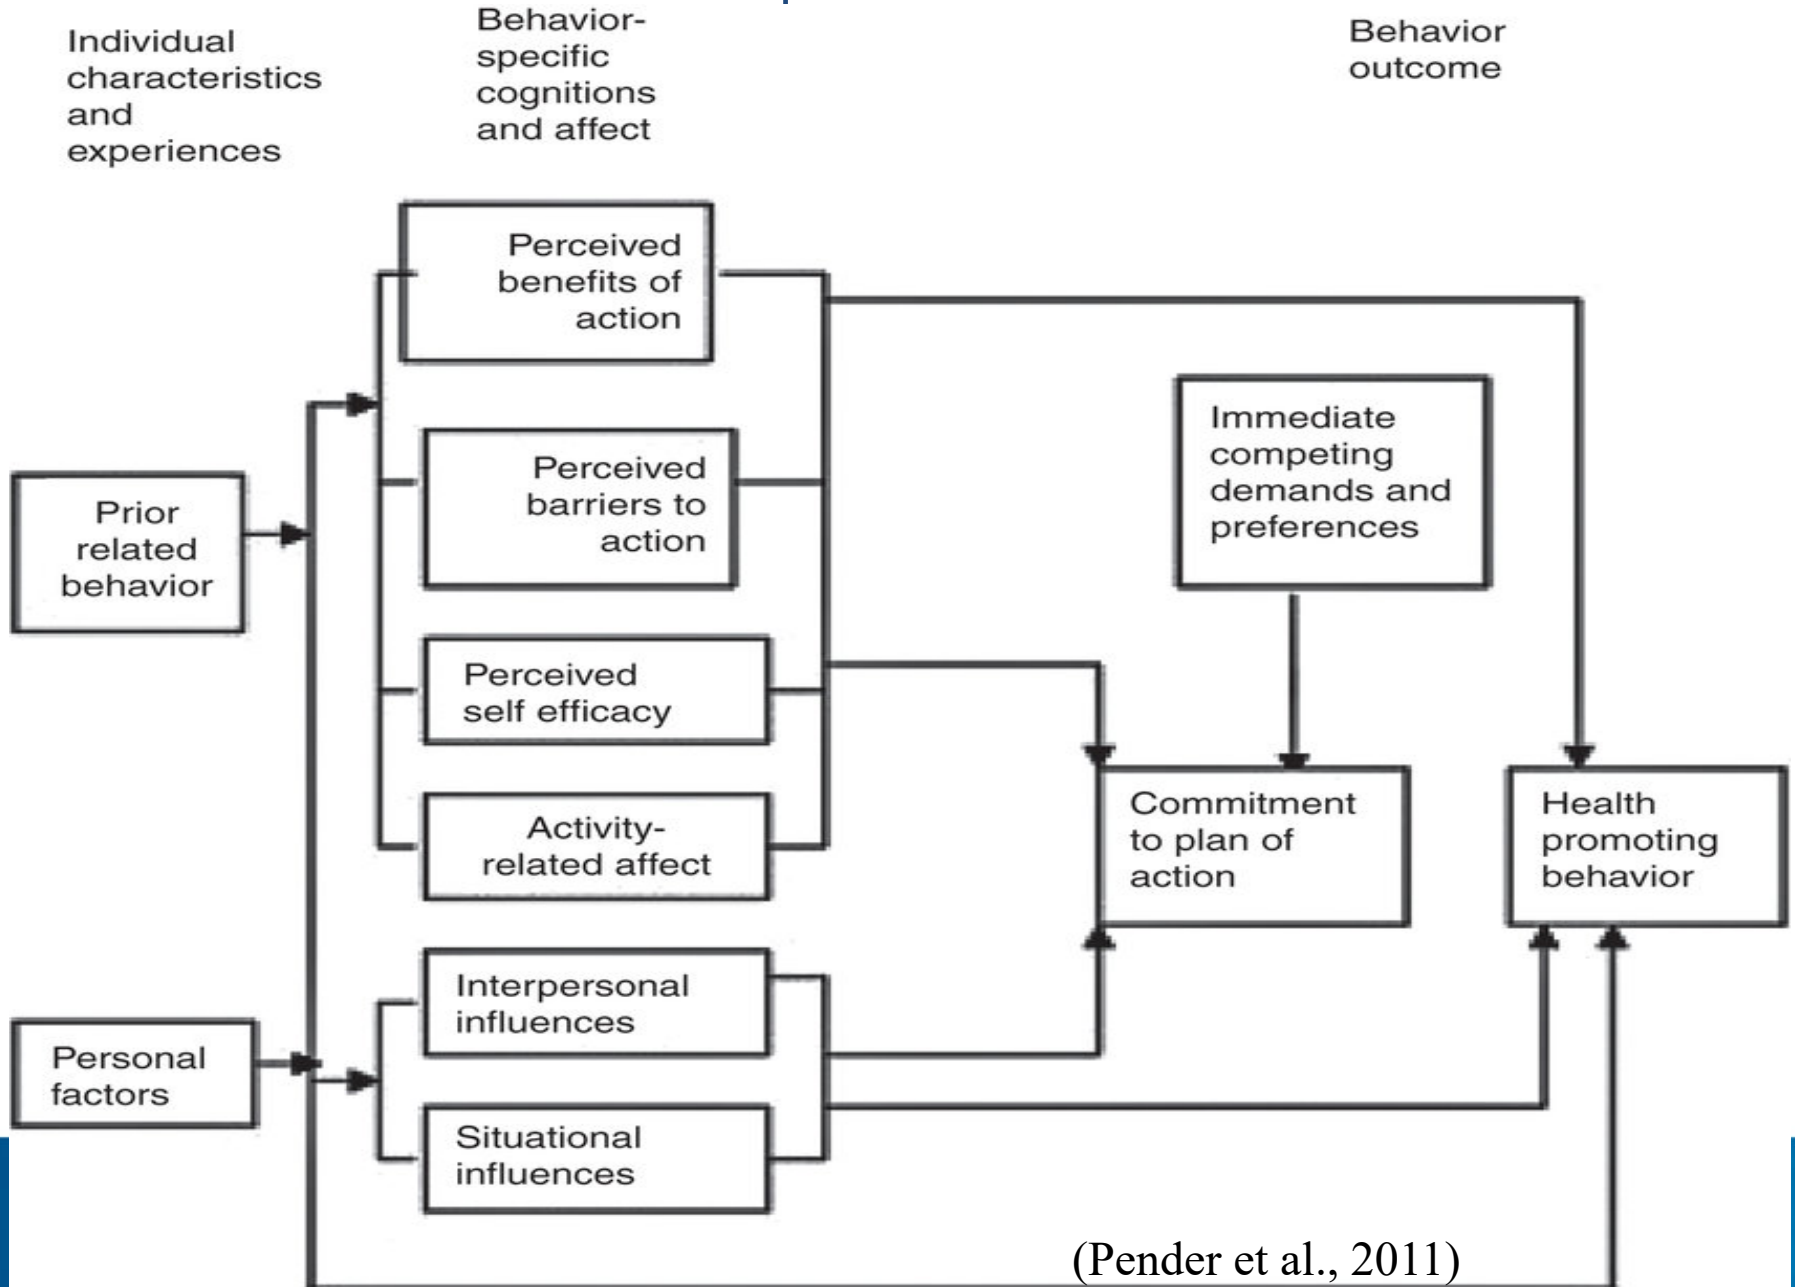 Individual
characteristics
and
experiences
Behavior-
specific
cognitions
and affect
Behavior
outcome
Perceived
benefits of
action
Perceived
barriers to
action
Prior
related
behavior
Immediate
competing
demands and
preferences
Perceived
self efficacy
Activity-
related affect
Commitment
to plan of
action
Health
promoting
behavior
Interpersonal
influences
Personal
factors
Situational
influences
(Pender et al., 2011)